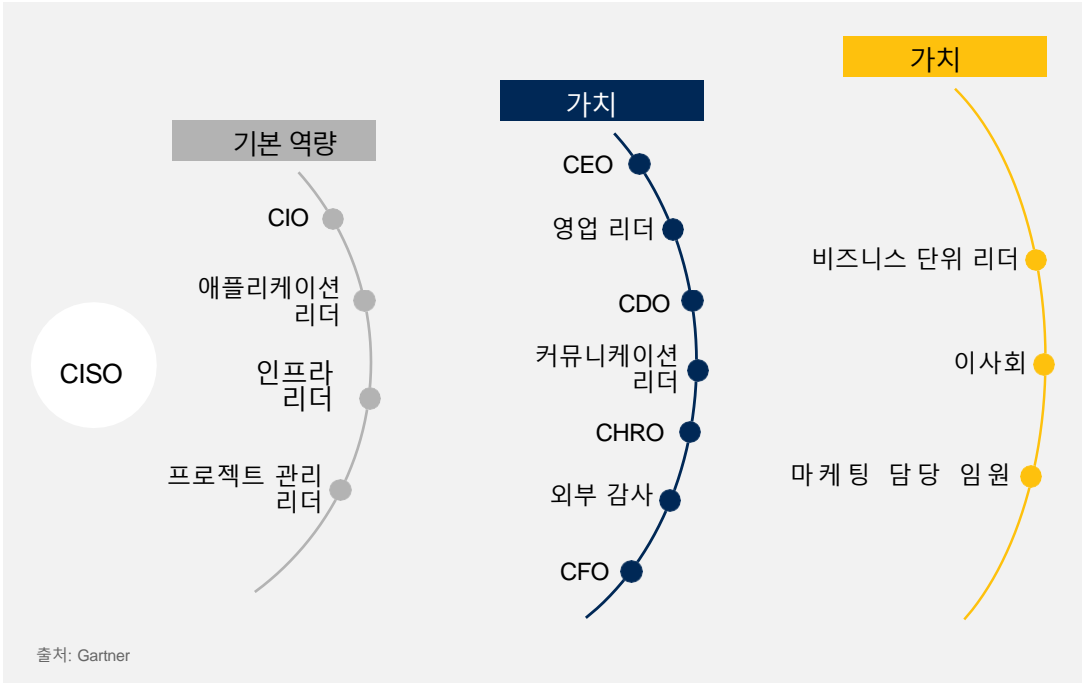 가치
가치
기본 역량
CIO
애플리케이션
리더
인프라
리더
프로젝트 관리
리더
CISO
CEO
영업 리더
CDO
커뮤니케이션
리더
CHRO
외부 감사
CFO
비즈니스 단위 리더
이사회
마케팅 담당 임원
출처: Gartner